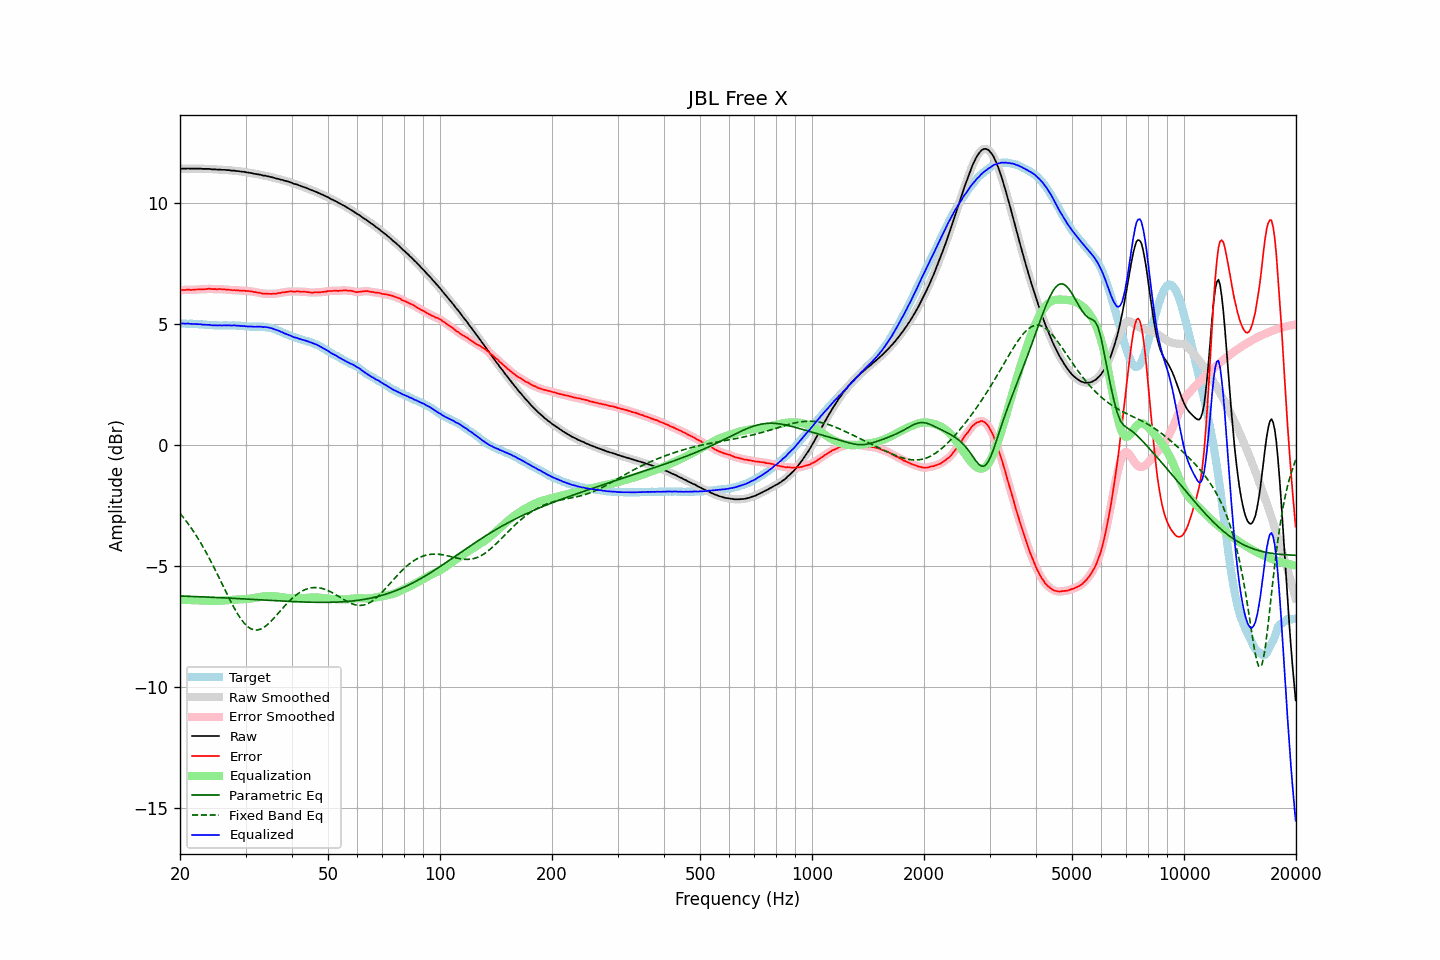 JBL Free X
Amplitude (dBr)
10
5
0
−5
−10
−15
Target
Raw Smoothed
Error Smoothed
Raw
Error
Equalization
Parametric Eq
Fixed Band Eq
Equalized
20 50 100 200 500 1000 2000 5000 10000 20000
Frequency (Hz)